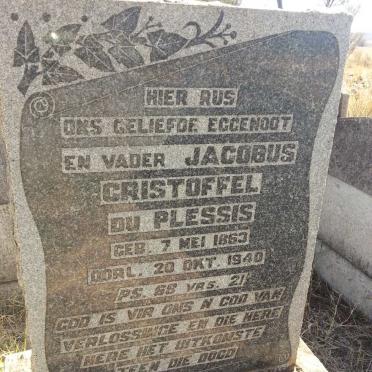 HIER RUS
ONS GELIEFDE EGGENOOT
EN VADER JACOBUS
CRISTOFFEL
DU PLESSIS
GEB. 7 MEI 1863
OORL. 20 OKT. 1940
PS. 68 VRS. 21
GOD IS VIR ONS N GOD VAN
VERLOSSINGE EN DIE HERE
HERE HET UITKOMSTE
TEEN DIE DOOD